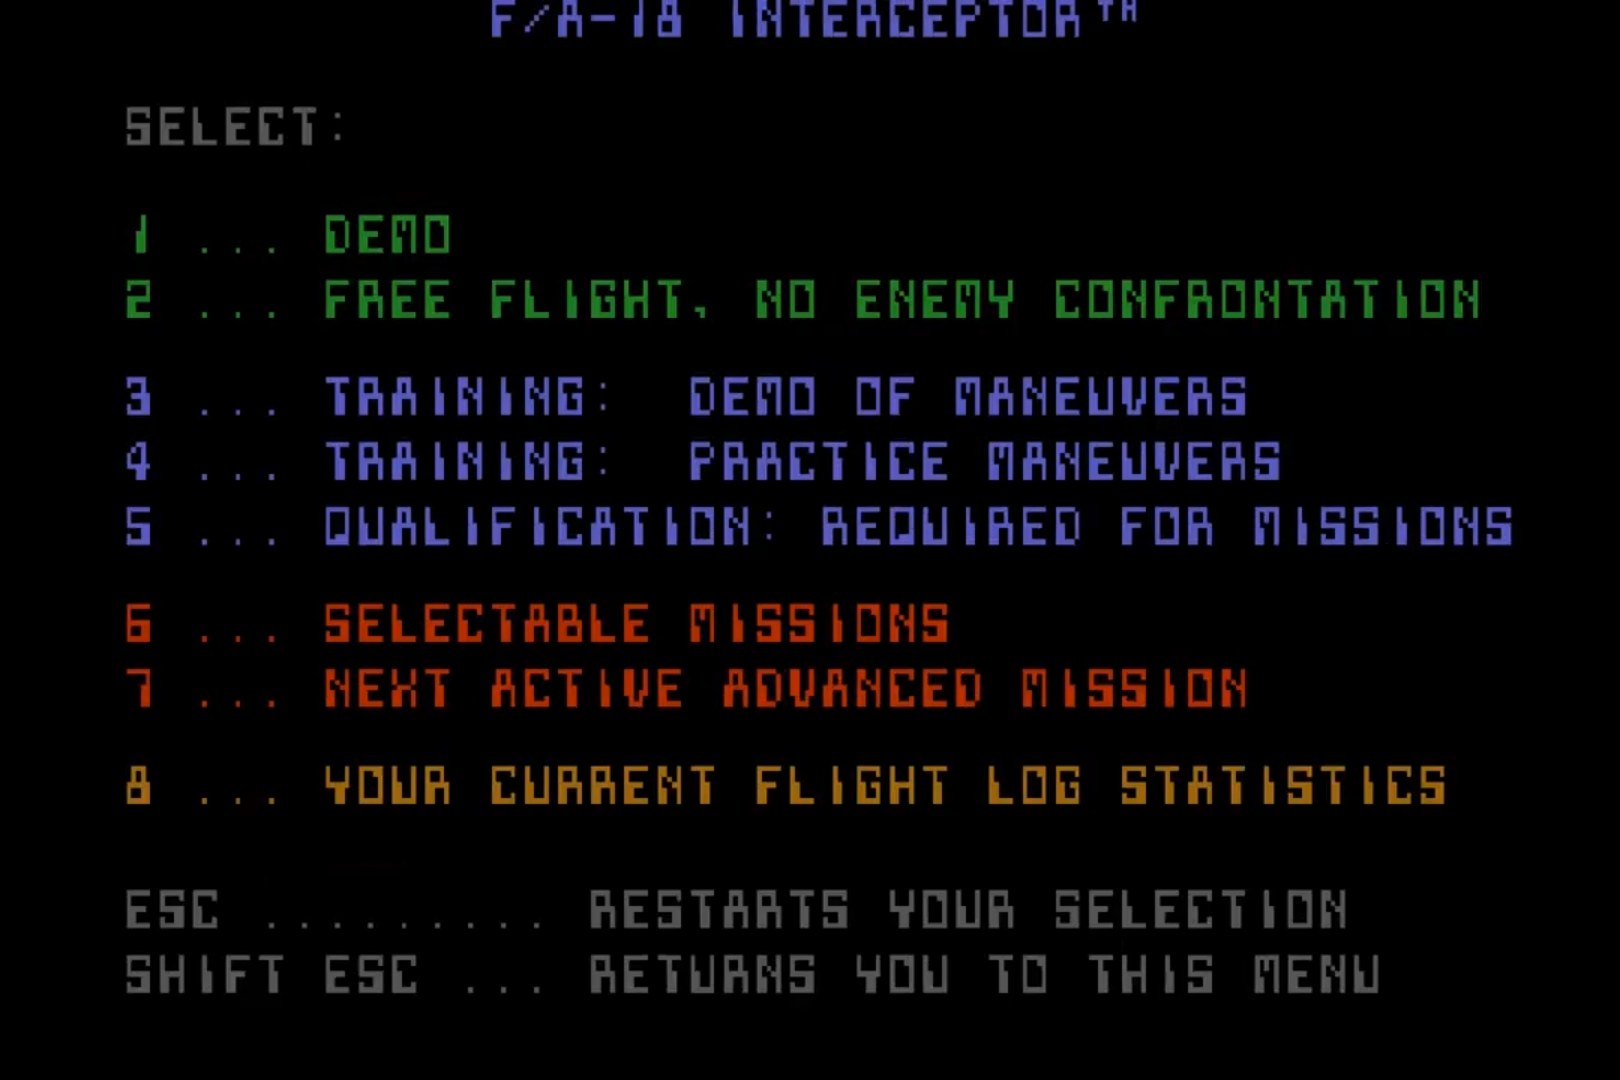 F/A-18 INTERCEPTOR™
SELECT:
1 ... DEMO
2 ... FREE FLIGHT, NO ENEMY CONFRONTATION
3 ... TRAINING: DEMO OF MANEUVERS
4 ... TRAINING: PRACTICE MANEUVERS
5 ... QUALIFICATION: REQUIRED FOR MISSIONS
6 ... SELECTABLE MISSIONS
7 ... NEXT ACTIVE ADVANCED MISSION
8 ... YOUR CURRENT FLIGHT LOG STATISTICS
ESC ......... RESTARTS YOUR SELECTION
SHIFT ESC ... RETURNS YOU TO THIS MENU